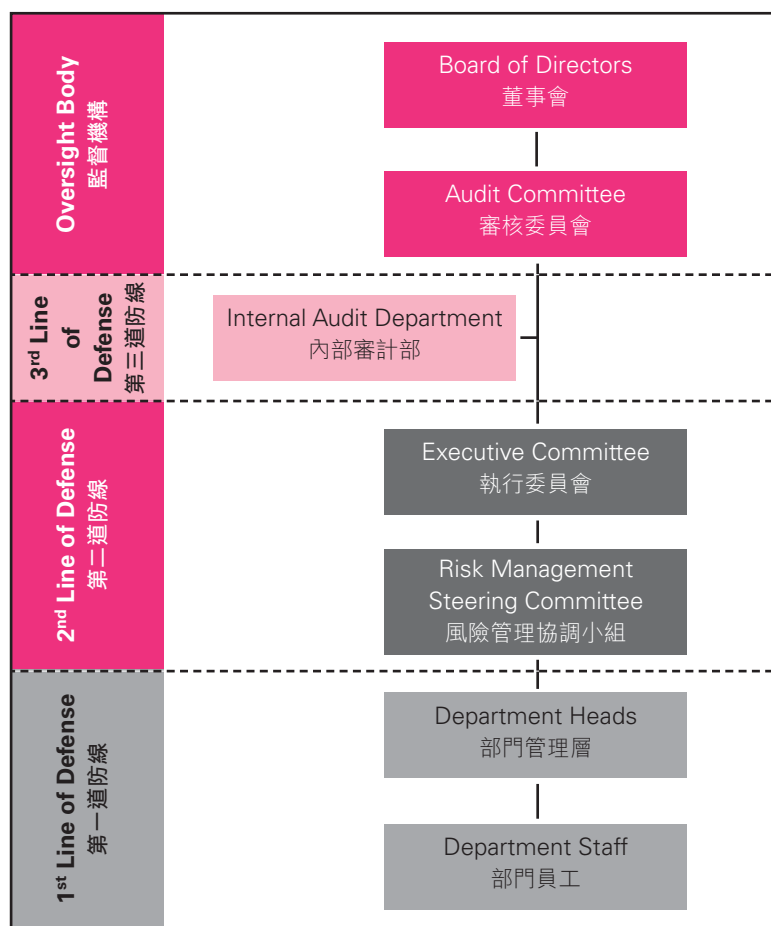 Oversight Body
監督機構
Board of Directors
董事會
Audit Committee
審核委員會
3rd Line
of
Defense
第三道防線
Internal Audit Department
內部審計部
2nd Line of Defense
第二道防線
Executive Committee
執行委員會
Risk Management
Steering Committee
風險管理協調小組
1st Line of Defense
第一道防線
Department Heads
部門管理層
Department Staff
部門員工